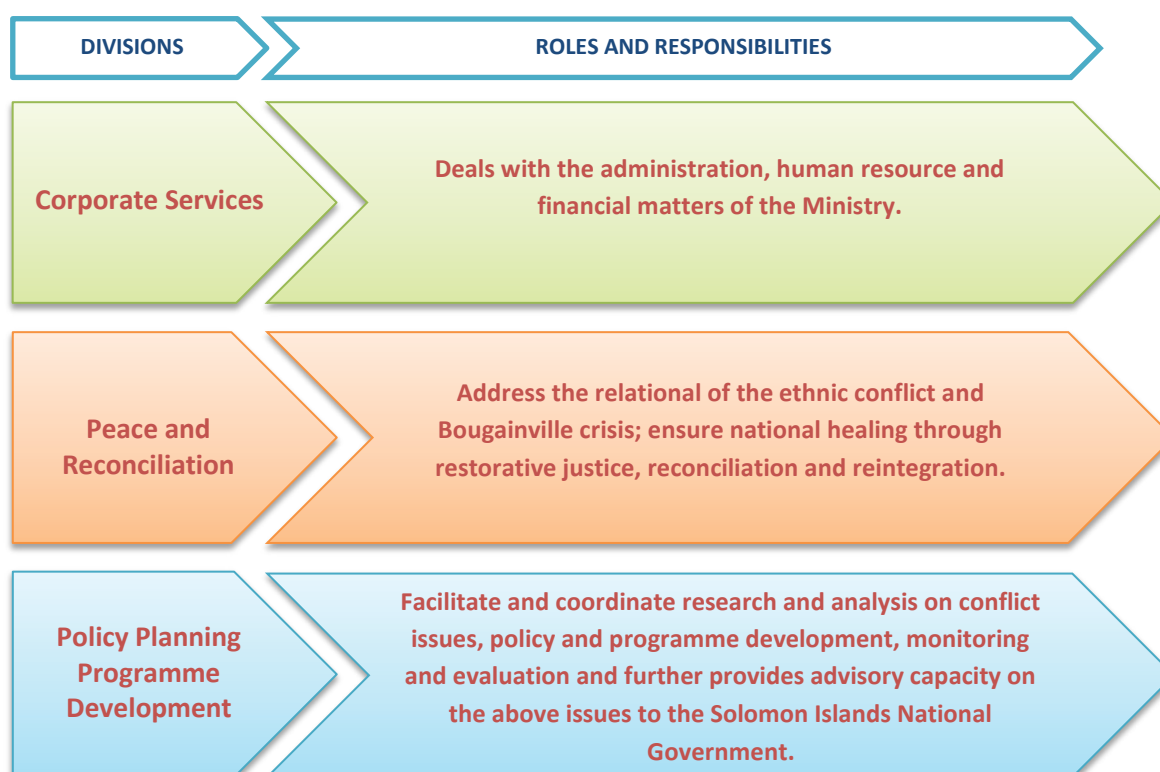 DIVISIONS
ROLES AND RESPONSIBILITIES
Corporate Services
Deals with the administration, human resource and
financial matters of the Ministry.
Peace and
Reconciliation
Address the relational of the ethnic conflict and
Bougainville crisis; ensure national healing through
restorative justice, reconciliation and reintegration.
Policy Planning
Programme
Development
Facilitate and coordinate research and analysis on conflict
issues, policy and programme development, monitoring
and evaluation and further provides advisory capacity on
the above issues to the Solomon Islands National
Government.